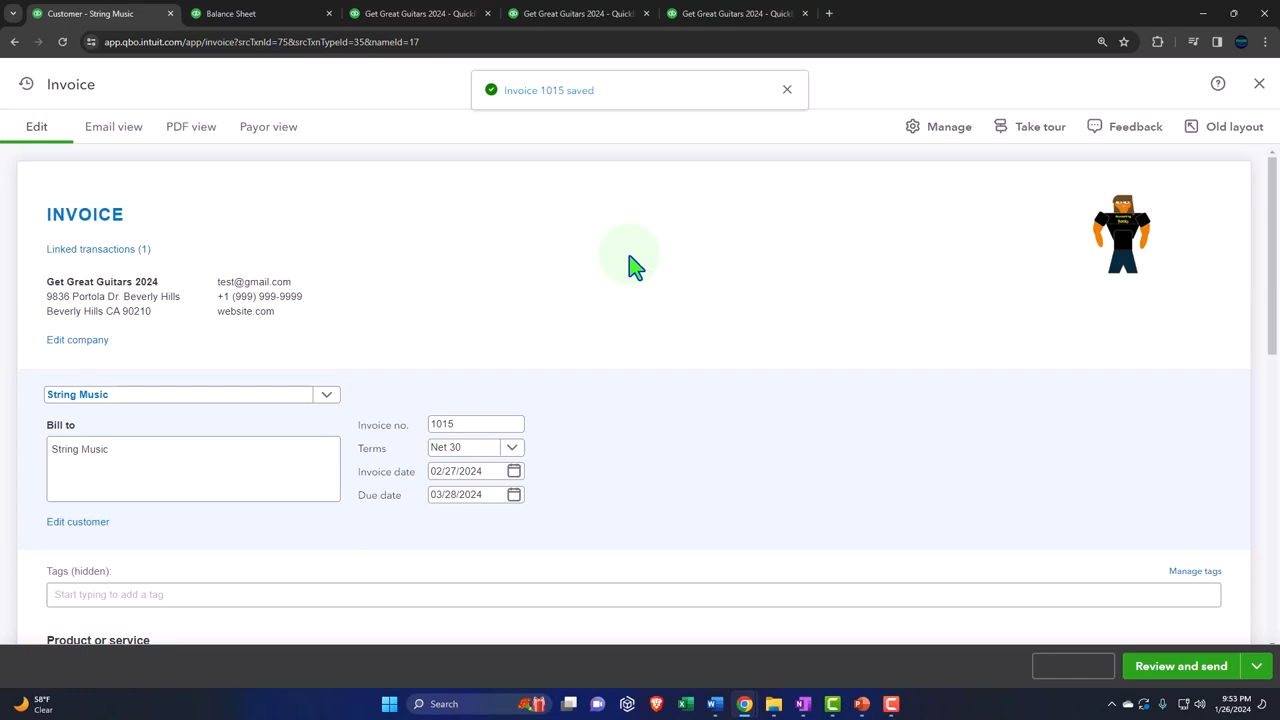 Customer - String Music
Balance Sheet
Get Great Guitars 2024 - Quick
Get Great Guitars 2024 - Quick
Get Great Guitars 2024 - Quick
app.qbo.intuit.com/app/invoice?srcTxnId=75&srcTxnTypeId=35&nameId=17
Invoice
Invoice 1015 saved
Edit
Email view
PDF view
Payor view
Manage
Take tour
Feedback
Old layout
INVOICE
Linked transactions (1)
Get Great Guitars 2024
test@gmail.com
9836 Portola Dr. Beverly Hills
+1 (999) 999-9999
Beverly Hills CA 90210
website.com
Edit company
String Music
Bill to
String Music
Invoice no.
1015
Terms
Net 30
Invoice date
02/27/2024
Due date
03/28/2024
Edit customer
Tags (hidden):
Manage tags
Start typing to add a tag
Product or service
Review and send
58°F
Clear
Search
9:53 PM
1/26/2024